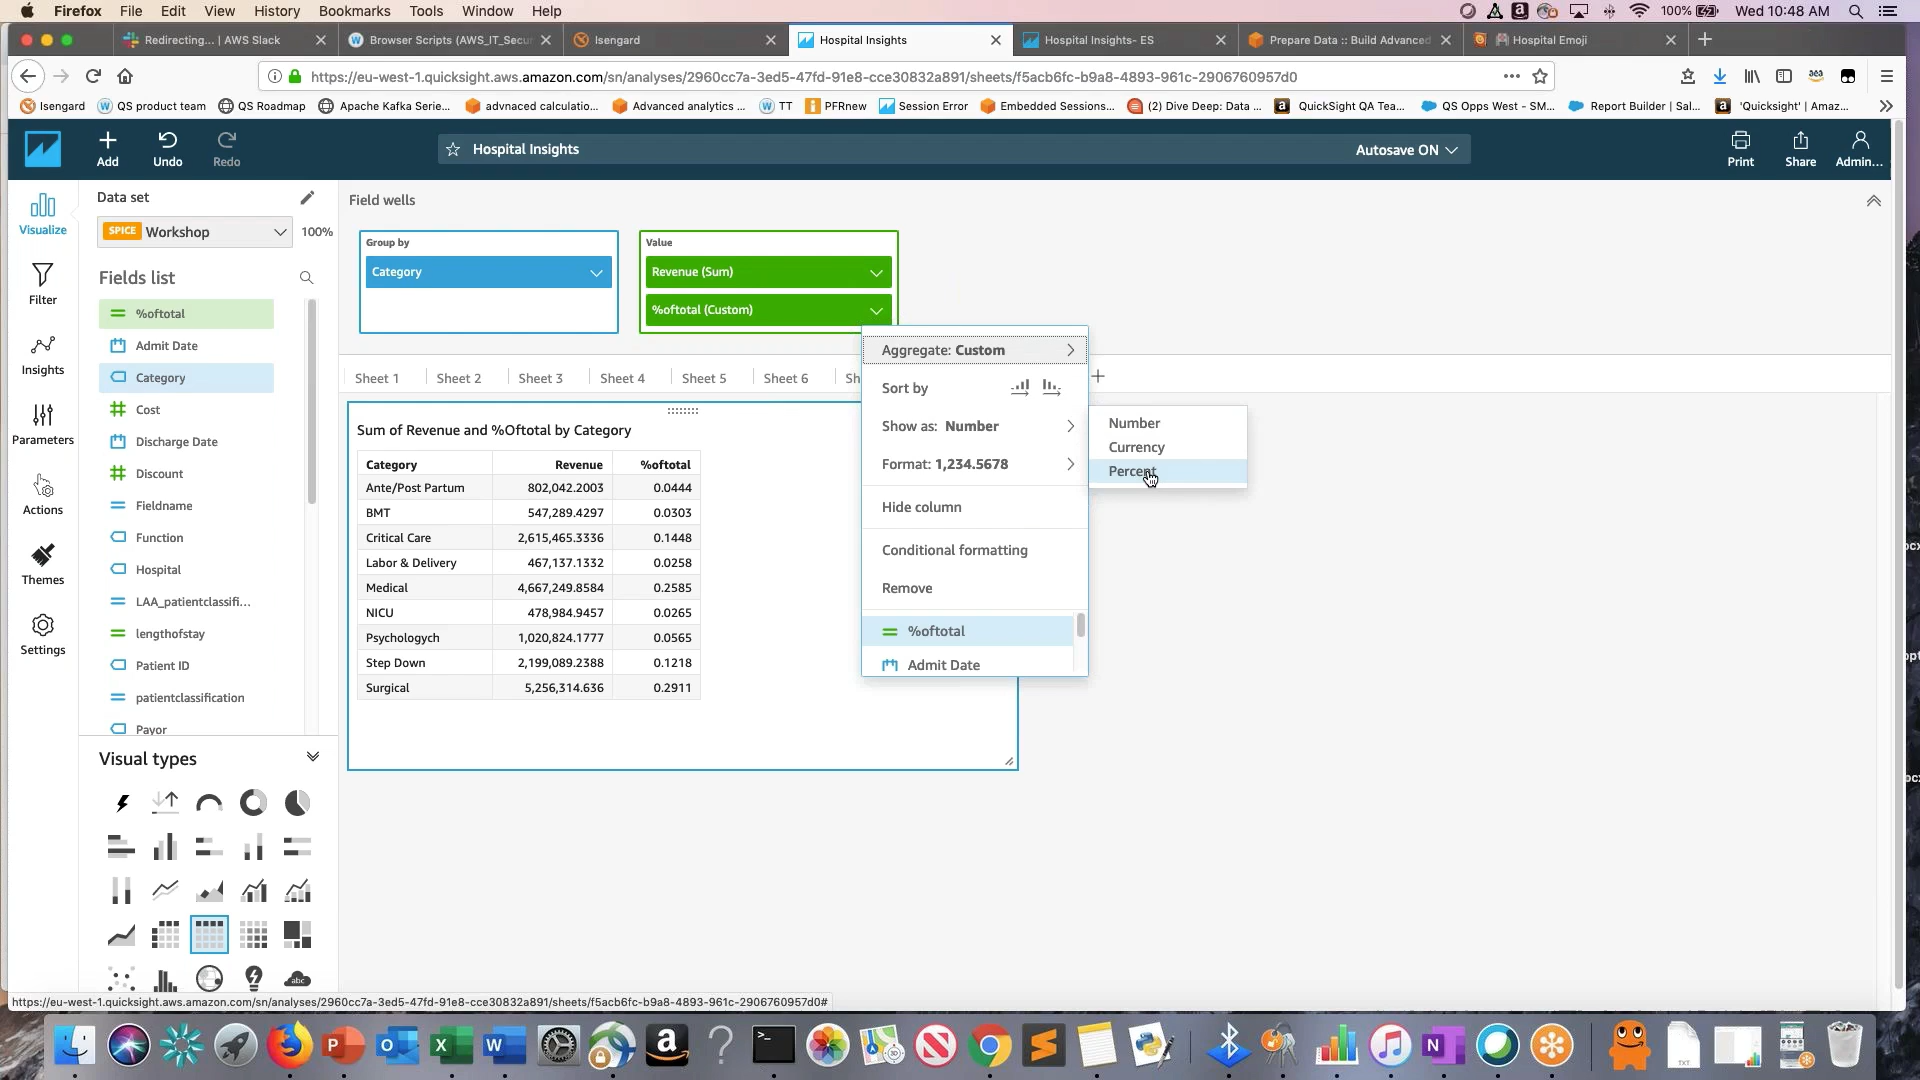 Firefox File Edit View History Bookmarks Tools Window Help 100% Wed 10:48 AM
Redirecting... | AWS Slack Browser Scripts (AWS_IT_Secu Isengard Hospital Insights Hospital Insights- ES Prepare Data :: Build Advanced Hospital Emoji
https://eu-west-1.quicksight.aws.amazon.com/sn/analyses/2960cc7a-3ed5-47fd-91e8-cce30832a891/sheets/f5acb6fc-b9a8-4893-961c-2906760957d0
Isengard QS product team QS Roadmap Apache Kafka Serie... advnaced calculatio... Advanced analytics ... TT PFRnew Session Error Embedded Sessions... (2) Dive Deep: Data ... QuickSight QA Tea... QS Opps West - SM... Report Builder | Sal... 'Quicksight' | Amaz...
Add Undo Redo Hospital Insights Autosave ON Print Share Admin...
Visualize
Filter
Insights
Parameters
Actions
Themes
Settings
Data set
SPICE Workshop 100%
Fields list
%oftotal
Admit Date
Category
Cost
Discharge Date
Discount
Fieldname
Function
Hospital
LAA_patientclassifi...
lengthofstay
Patient ID
patientclassification
Payor
Visual types
abc
Field wells
Group by
Category
Value
Revenue (Sum)
%oftotal (Custom)
Sheet 1 Sheet 2 Sheet 3 Sheet 4 Sheet 5 Sheet 6 Sh
Sum of Revenue and %Oftotal by Category
Category Revenue %oftotal
Ante/Post Partum 802,042.2003 0.0444
BMT 547,289.4297 0.0303
Critical Care 2,615,465.3336 0.1448
Labor & Delivery 467,137.1332 0.0258
Medical 4,667,249.8584 0.2585
NICU 478,984.9457 0.0265
Psychologych 1,020,824.1777 0.0565
Step Down 2,199,089.2388 0.1218
Surgical 5,256,314.636 0.2911
Aggregate: Custom
Sort by
Show as: Number
Format: 1,234.5678
Hide column
Conditional formatting
Remove
%oftotal
Admit Date
Number
Currency
Percent
https://eu-west-1.quicksight.aws.amazon.com/sn/analyses/2960cc7a-3ed5-47fd-91e8-cce30832a891/sheets/f5acb6fc-b9a8-4893-961c-2906760957d0#